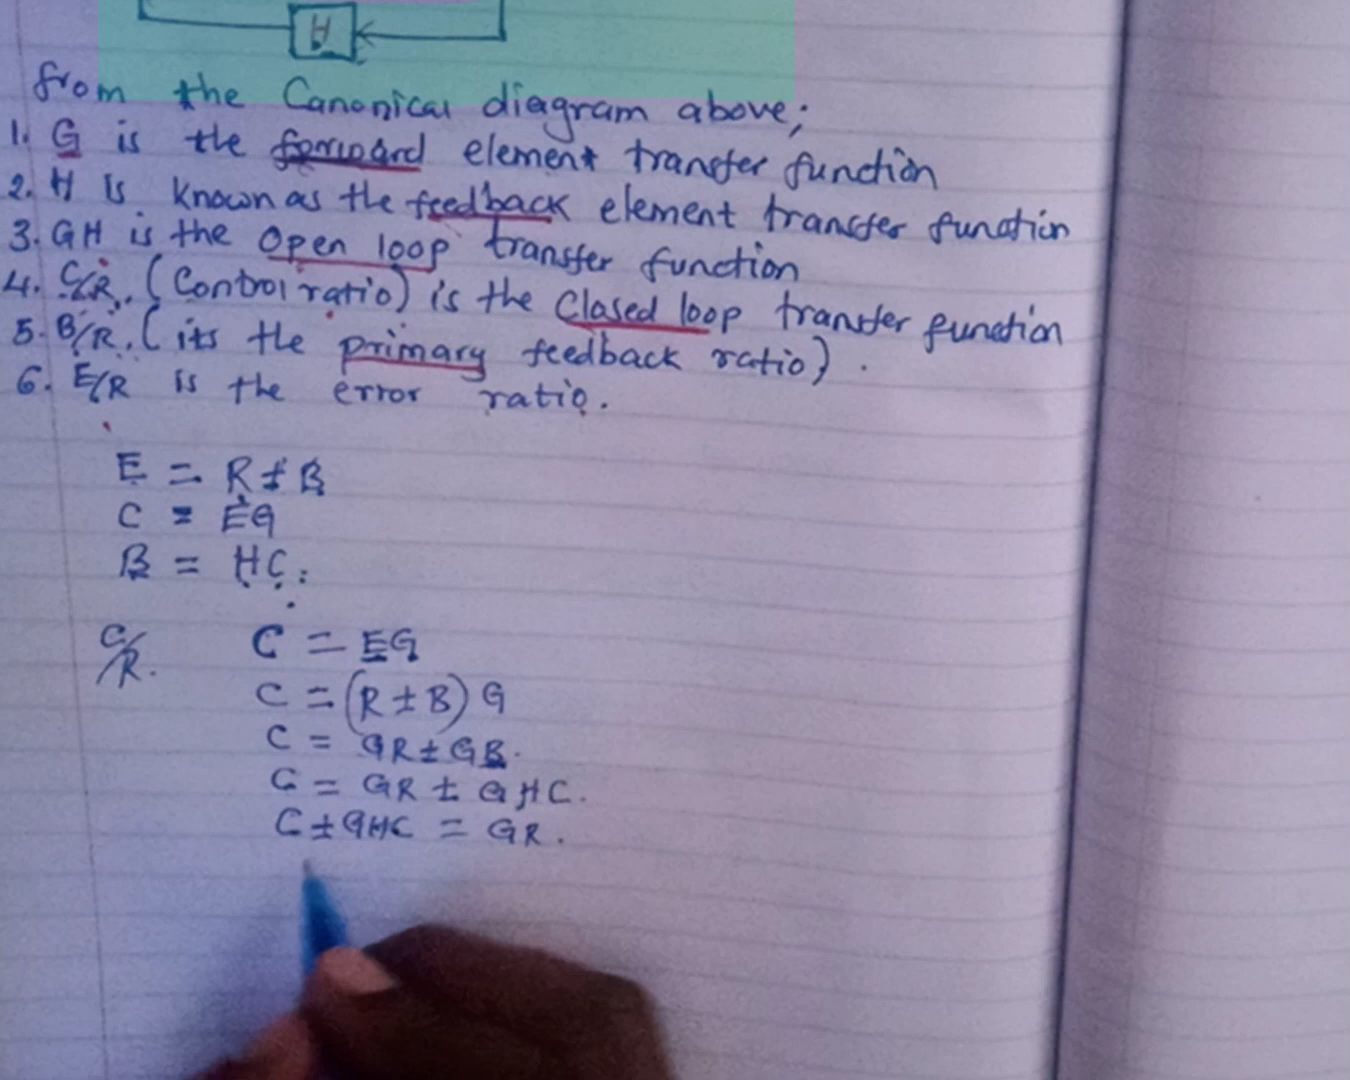 H
from the Canonical diagram above;
1. G is the forward element transfer function
2. H Is known as the feedback element transfer function
3. GH is the open loop transfer function
4. C/R. (Control ratio) is the Closed loop transfer function
5. B/R. (its the primary feedback ratio).
6. E/R is the error ratio.
E = R ± B
C = EG
B = HC.
C/R. C = EG
C = (R ± B) G
C = GR ± GB.
C = GR ± GHC.
C ± GHC = GR.